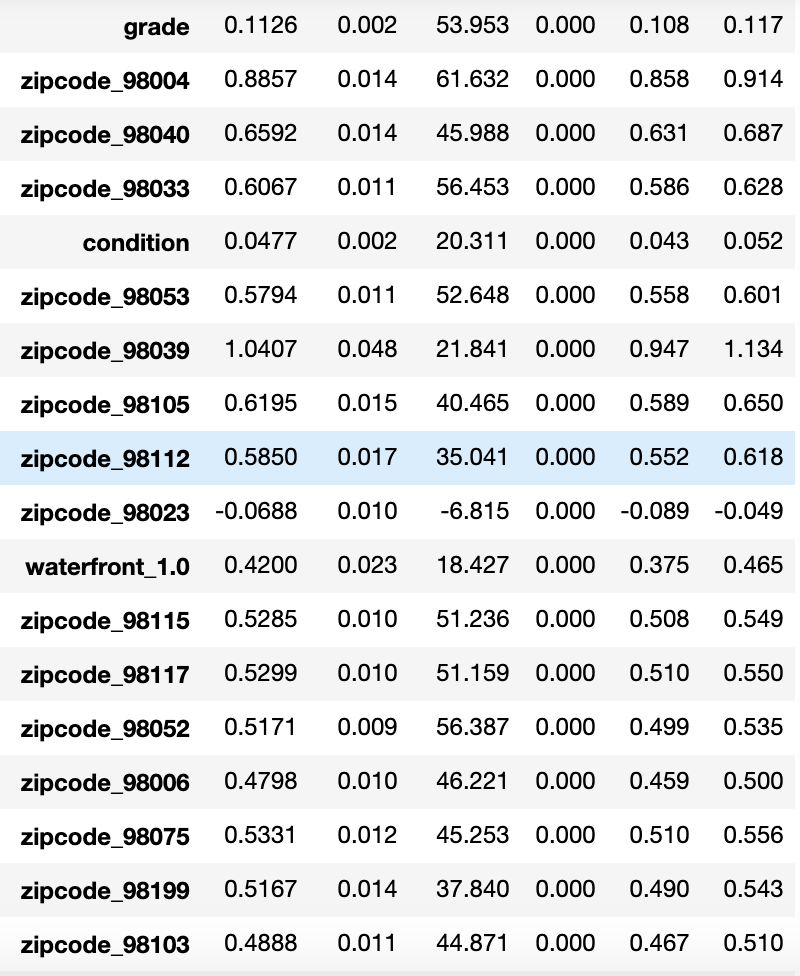 grade 0.1126 0.002 53.953 0.000 0.108 0.117
zipcode_98004 0.8857 0.014 61.632 0.000 0.858 0.914
zipcode_98040 0.6592 0.014 45.988 0.000 0.631 0.687
zipcode_98033 0.6067 0.011 56.453 0.000 0.586 0.628
condition 0.0477 0.002 20.311 0.000 0.043 0.052
zipcode_98053 0.5794 0.011 52.648 0.000 0.558 0.601
zipcode_98039 1.0407 0.048 21.841 0.000 0.947 1.134
zipcode_98105 0.6195 0.015 40.465 0.000 0.589 0.650
zipcode_98112 0.5850 0.017 35.041 0.000 0.552 0.618
zipcode_98023 -0.0688 0.010 -6.815 0.000 -0.089 -0.049
waterfront_1.0 0.4200 0.023 18.427 0.000 0.375 0.465
zipcode_98115 0.5285 0.010 51.236 0.000 0.508 0.549
zipcode_98117 0.5299 0.010 51.159 0.000 0.510 0.550
zipcode_98052 0.5171 0.009 56.387 0.000 0.499 0.535
zipcode_98006 0.4798 0.010 46.221 0.000 0.459 0.500
zipcode_98075 0.5331 0.012 45.253 0.000 0.510 0.556
zipcode_98199 0.5167 0.014 37.840 0.000 0.490 0.543
zipcode_98103 0.4888 0.011 44.871 0.000 0.467 0.510